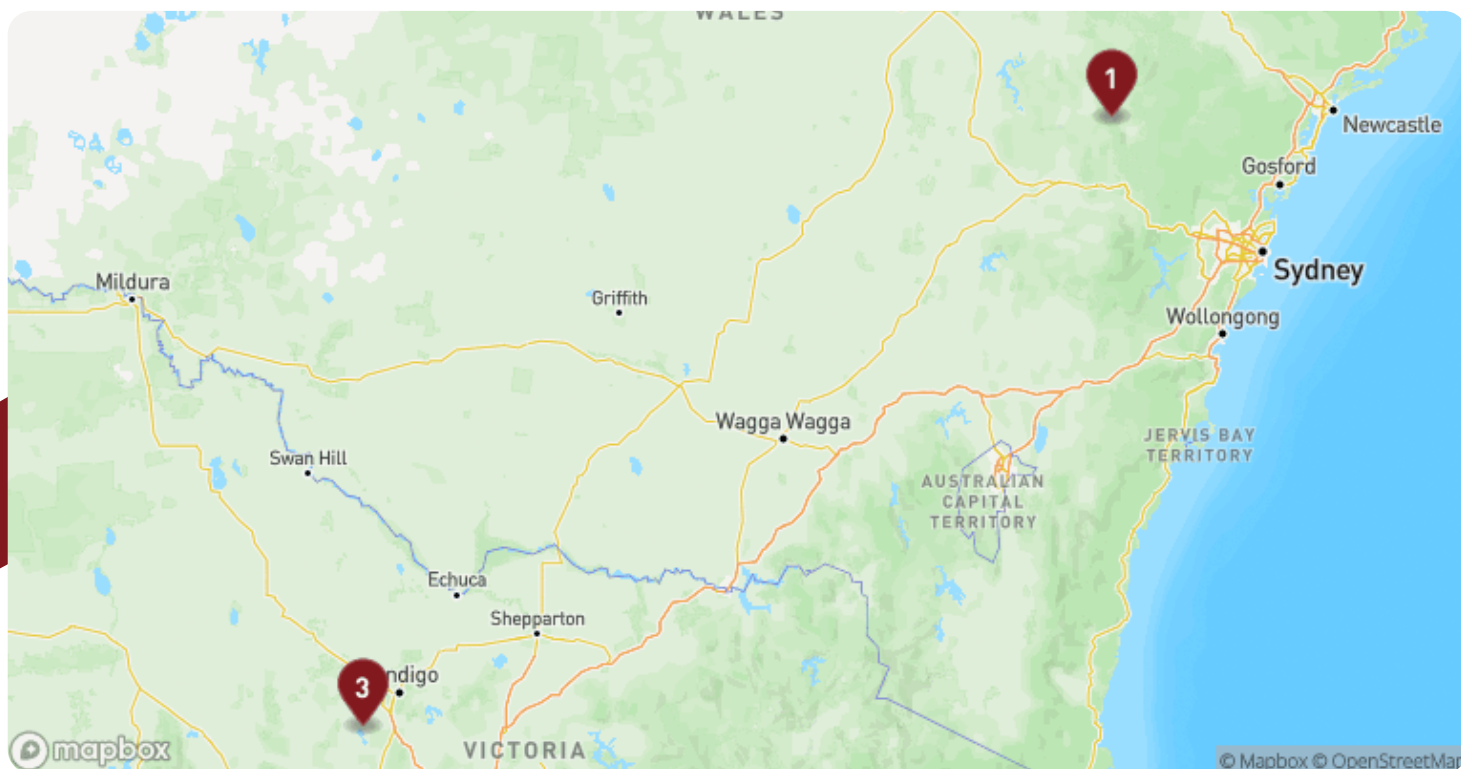 WALES
1
Newcastle
Gosford
Sydney
Mildura
Griffith
Wollongong
Wagga Wagga
JERVIS BAY
TERRITORY
Swan Hill
AUSTRALIAN
CAPITAL
TERRITORY
Echuca
Shepparton
3
ndigo
VICTORIA
mapbox
© Mapbox © OpenStreetMap